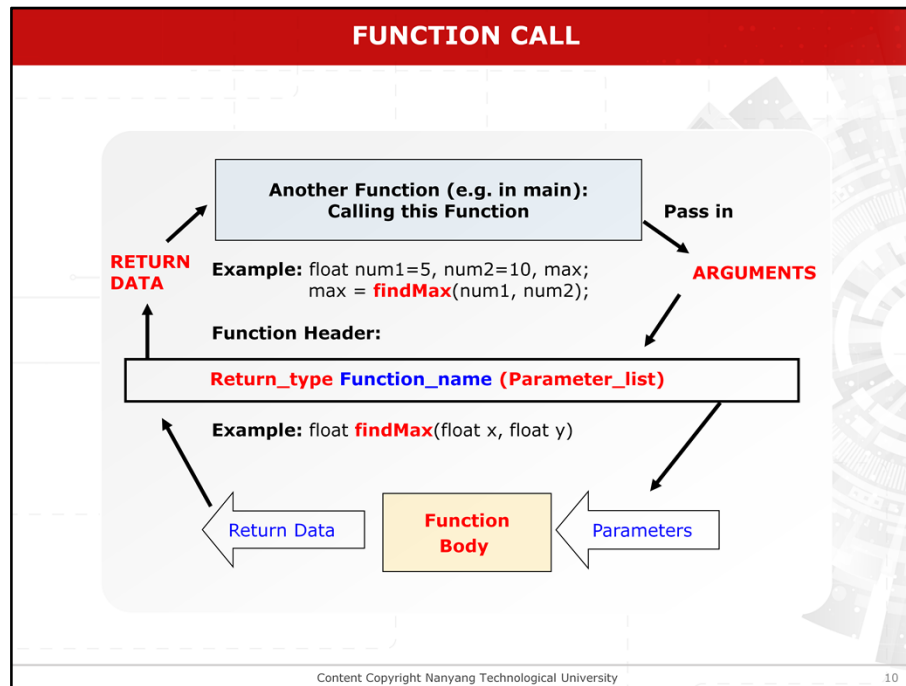 FUNCTION CALL
Another Function (e.g. in main):
Calling this Function
Pass in
RETURN
DATA
Example: float num1=5, num2=10, max;
max = findMax(num1, num2);
ARGUMENTS
Function Header:
Return_type Function_name (Parameter_list)
Example: float findMax(float x, float y)
Return Data
Function
Body
Parameters
Content Copyright Nanyang Technological University
10